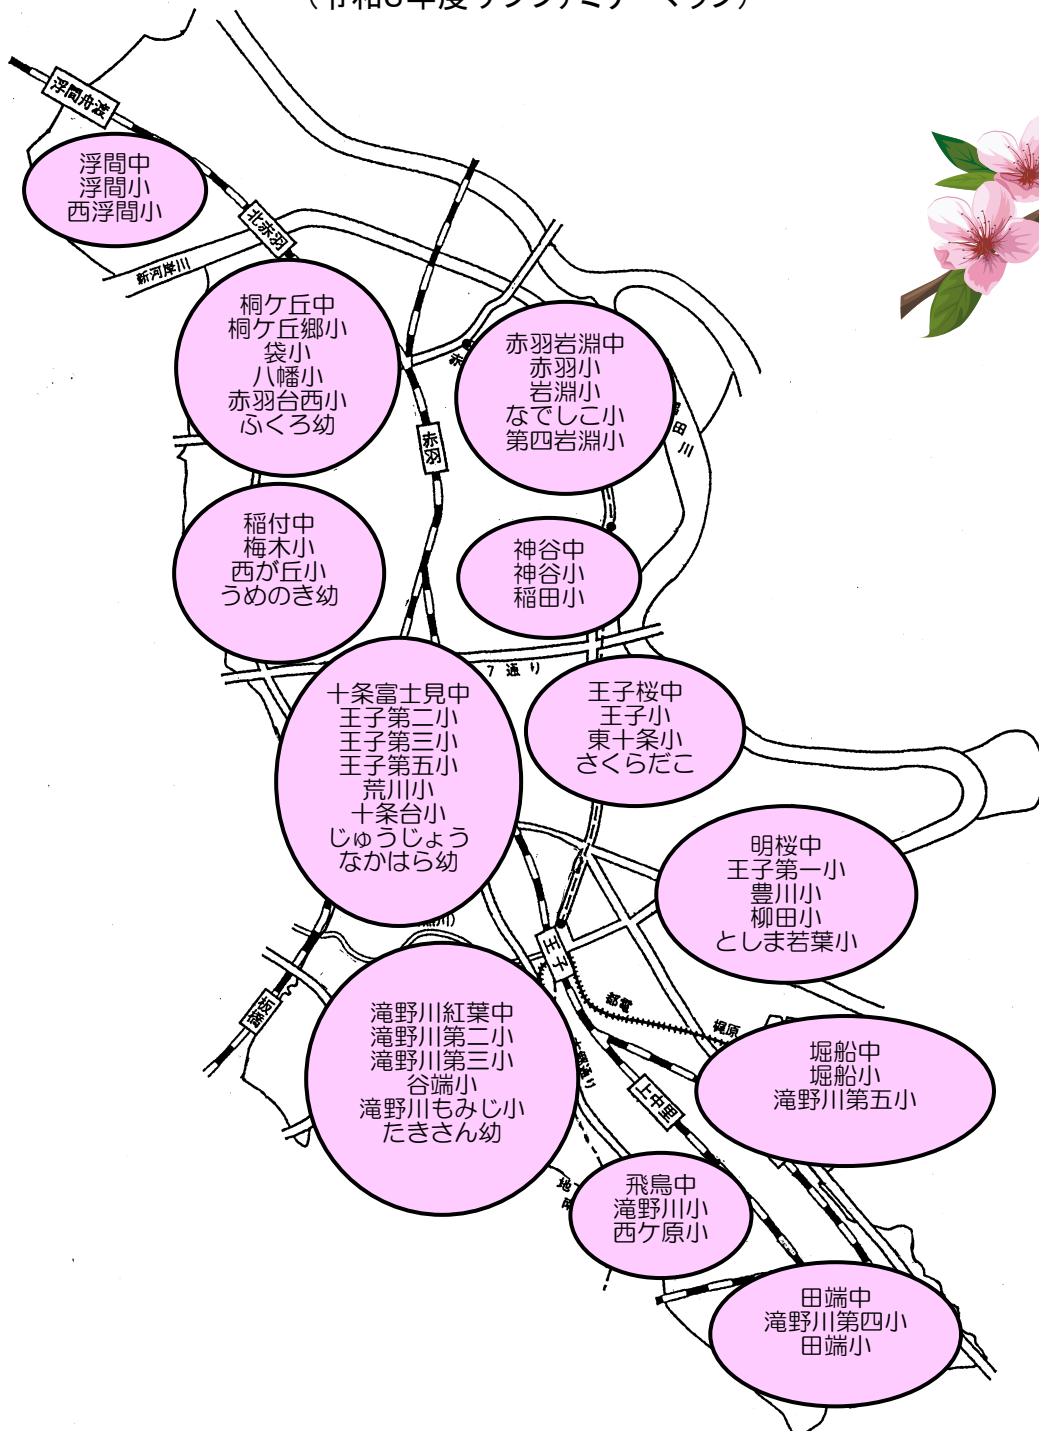 浮間舟渡
浮間中
浮間小
西浮間小
北赤羽
新河岸川
桐ケ丘中
桐ケ丘郷小
袋小
八幡小
赤羽台西小
ふくろ幼
赤羽岩淵中
赤羽小
岩淵小
なでしこ小
第四岩淵小
赤羽
田
川
稲付中
梅木小
西が丘小
うめのき幼
神谷中
神谷小
稲田小
7通り
十条富士見中
王子第二小
王子第三小
王子第五小
荒川小
十条台小
じゅうじょう
なかはら幼
王子桜中
王子小
東十条小
さくらだこ
明桜中
王子第一小
豊川小
柳田小
としま若葉小
王子
板橋
都電
梶原
滝野川紅葉中
滝野川第二小
滝野川第三小
谷端小
滝野川もみじ小
たきさん幼
通り
上中里
堀船中
堀船小
滝野川第五小
地
飛鳥中
滝野川小
西ケ原小
田端中
滝野川第四小
田端小